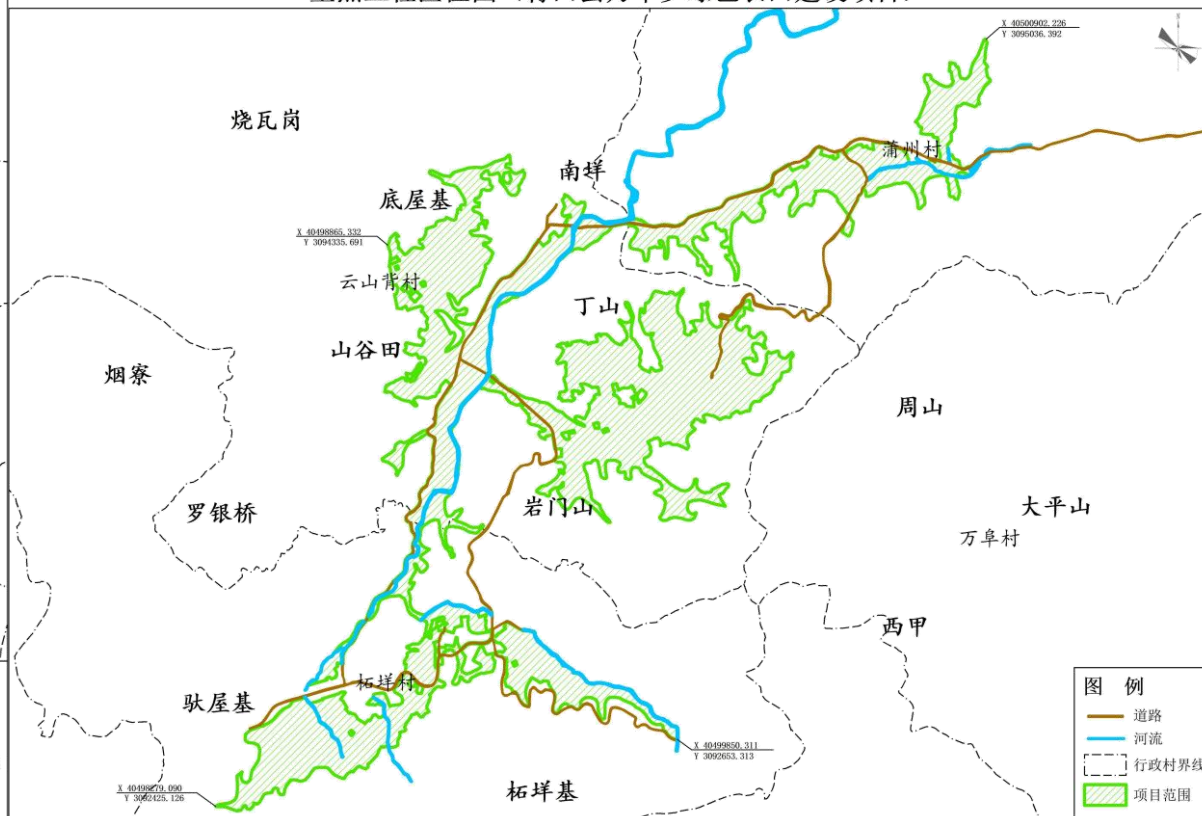 X 40500902.226
Y 3095036.392
烧瓦岗
蒲州村
南垟
底屋基
X 40498865.332
Y 3094335.691
云山背村
丁山
山谷田
烟寮
周山
罗银桥
岩门山
大平山
万阜村
西甲
驮屋基
柘垟村
X 40499850.311
Y 3092653.313
柘垟基
X 40498279.090
Y 3092425.126
图 例
道路
河流
行政村界线
项目范围